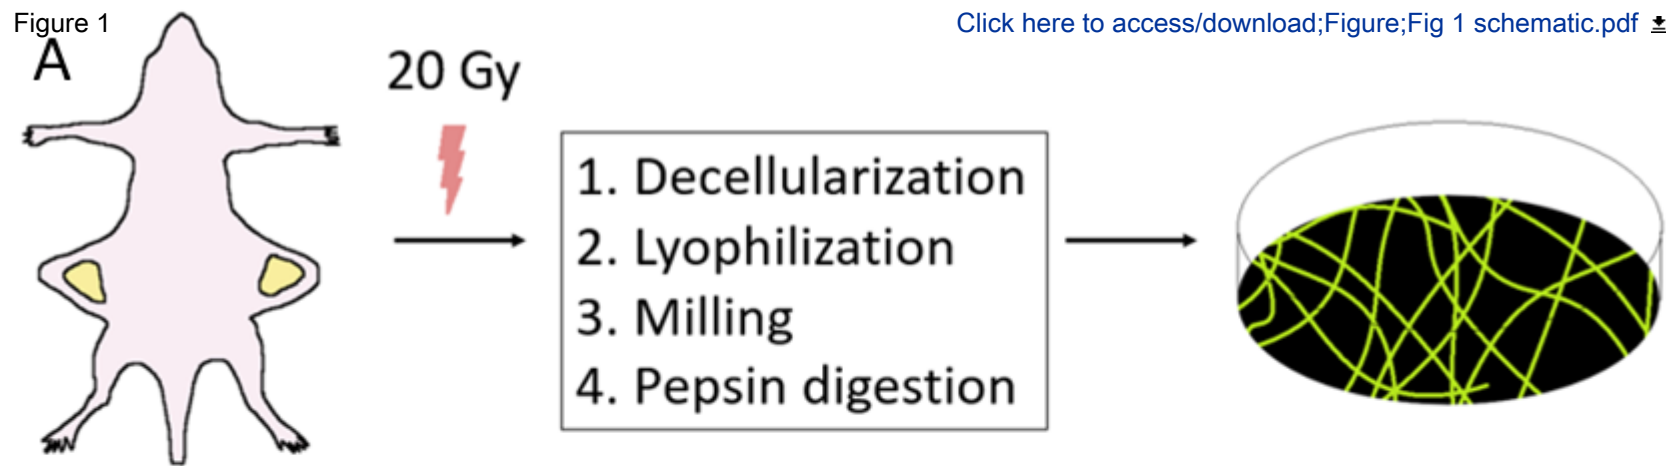 Figure 1
Click here to access/download;Figure;Fig 1 schematic.pdf
A
20 Gy
1. Decellularization
2. Lyophilization
3. Milling
4. Pepsin digestion